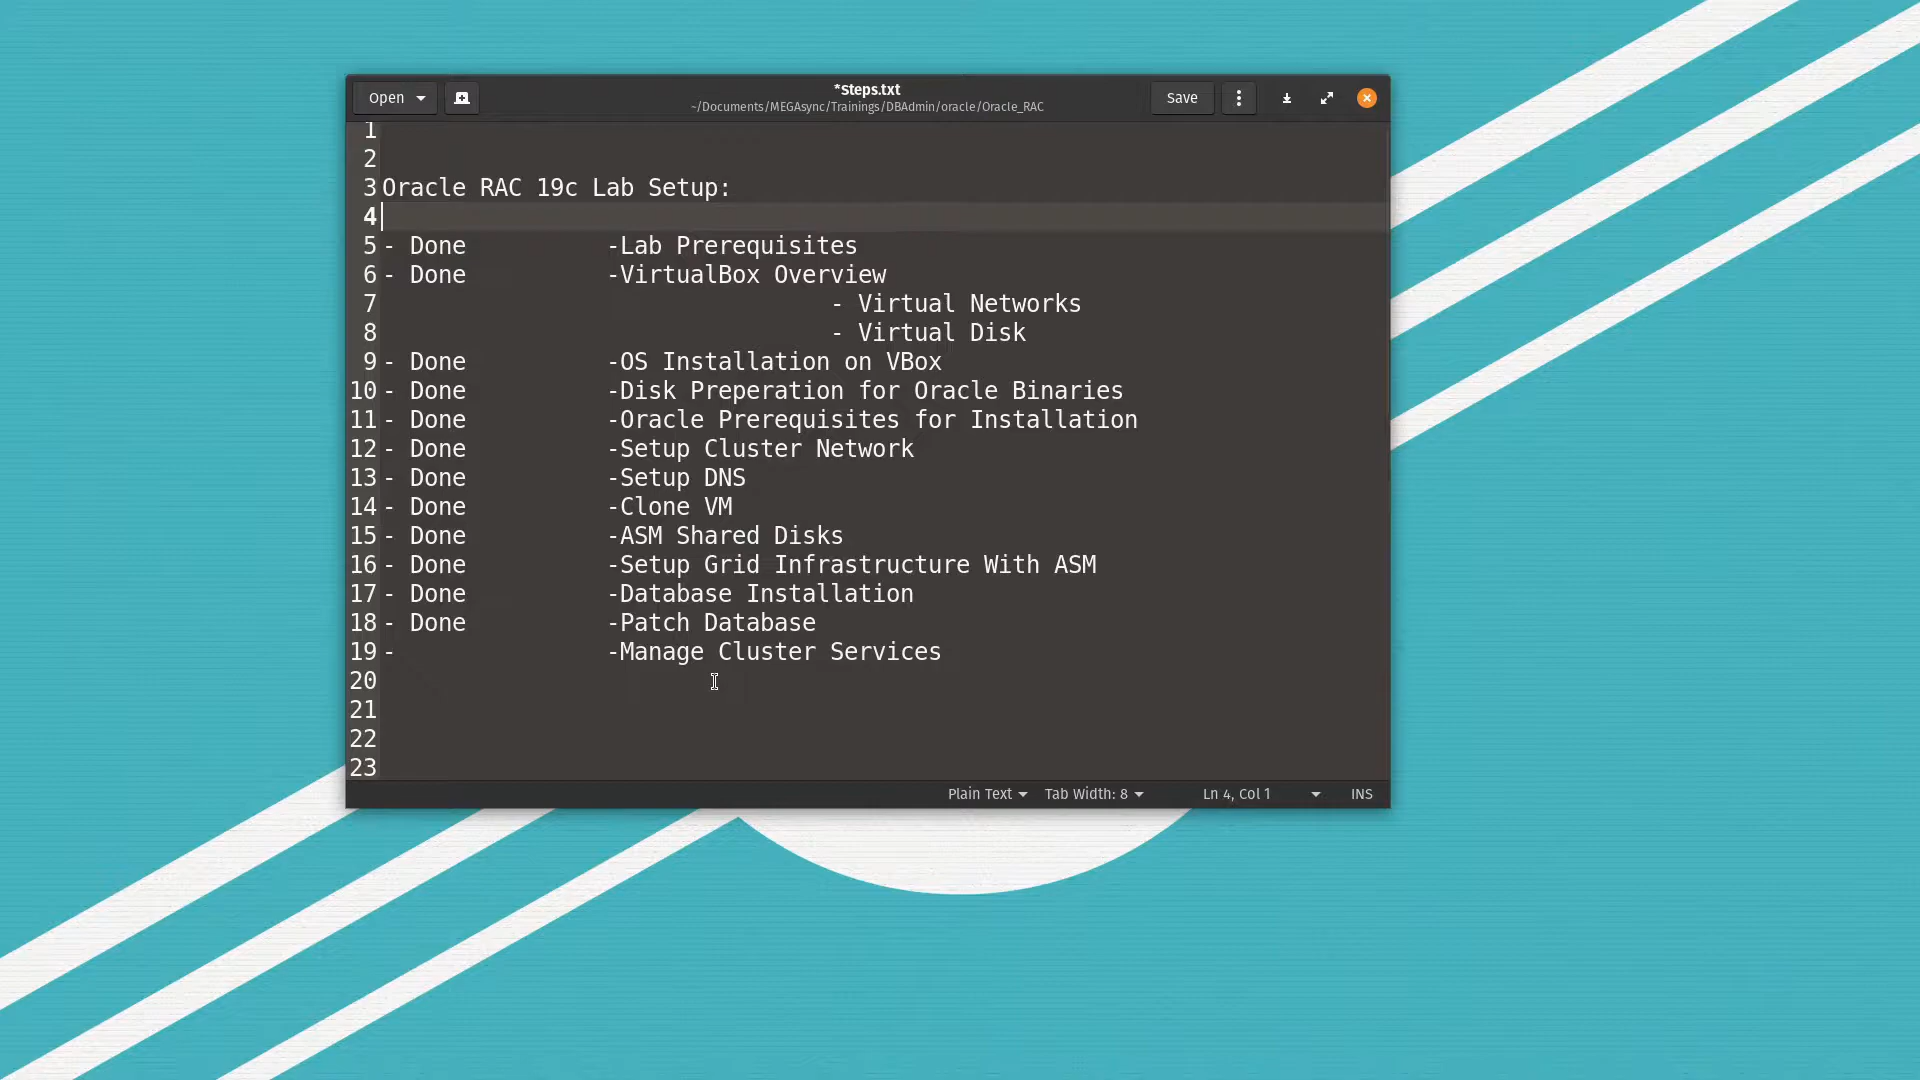 Open
*Steps.txt
~/Documents/MEGAsync/Trainings/DBAdmin/oracle/Oracle_RAC
Save
1
2
3 Oracle RAC 19c Lab Setup:
4
5 - Done -Lab Prerequisites
6 - Done -VirtualBox Overview
7 - Virtual Networks
8 - Virtual Disk
9 - Done -OS Installation on VBox
10 - Done -Disk Preperation for Oracle Binaries
11 - Done -Oracle Prerequisites for Installation
12 - Done -Setup Cluster Network
13 - Done -Setup DNS
14 - Done -Clone VM
15 - Done -ASM Shared Disks
16 - Done -Setup Grid Infrastructure With ASM
17 - Done -Database Installation
18 - Done -Patch Database
19 - -Manage Cluster Services
20
21
22
23
Plain Text Tab Width: 8 Ln 4, Col 1 INS